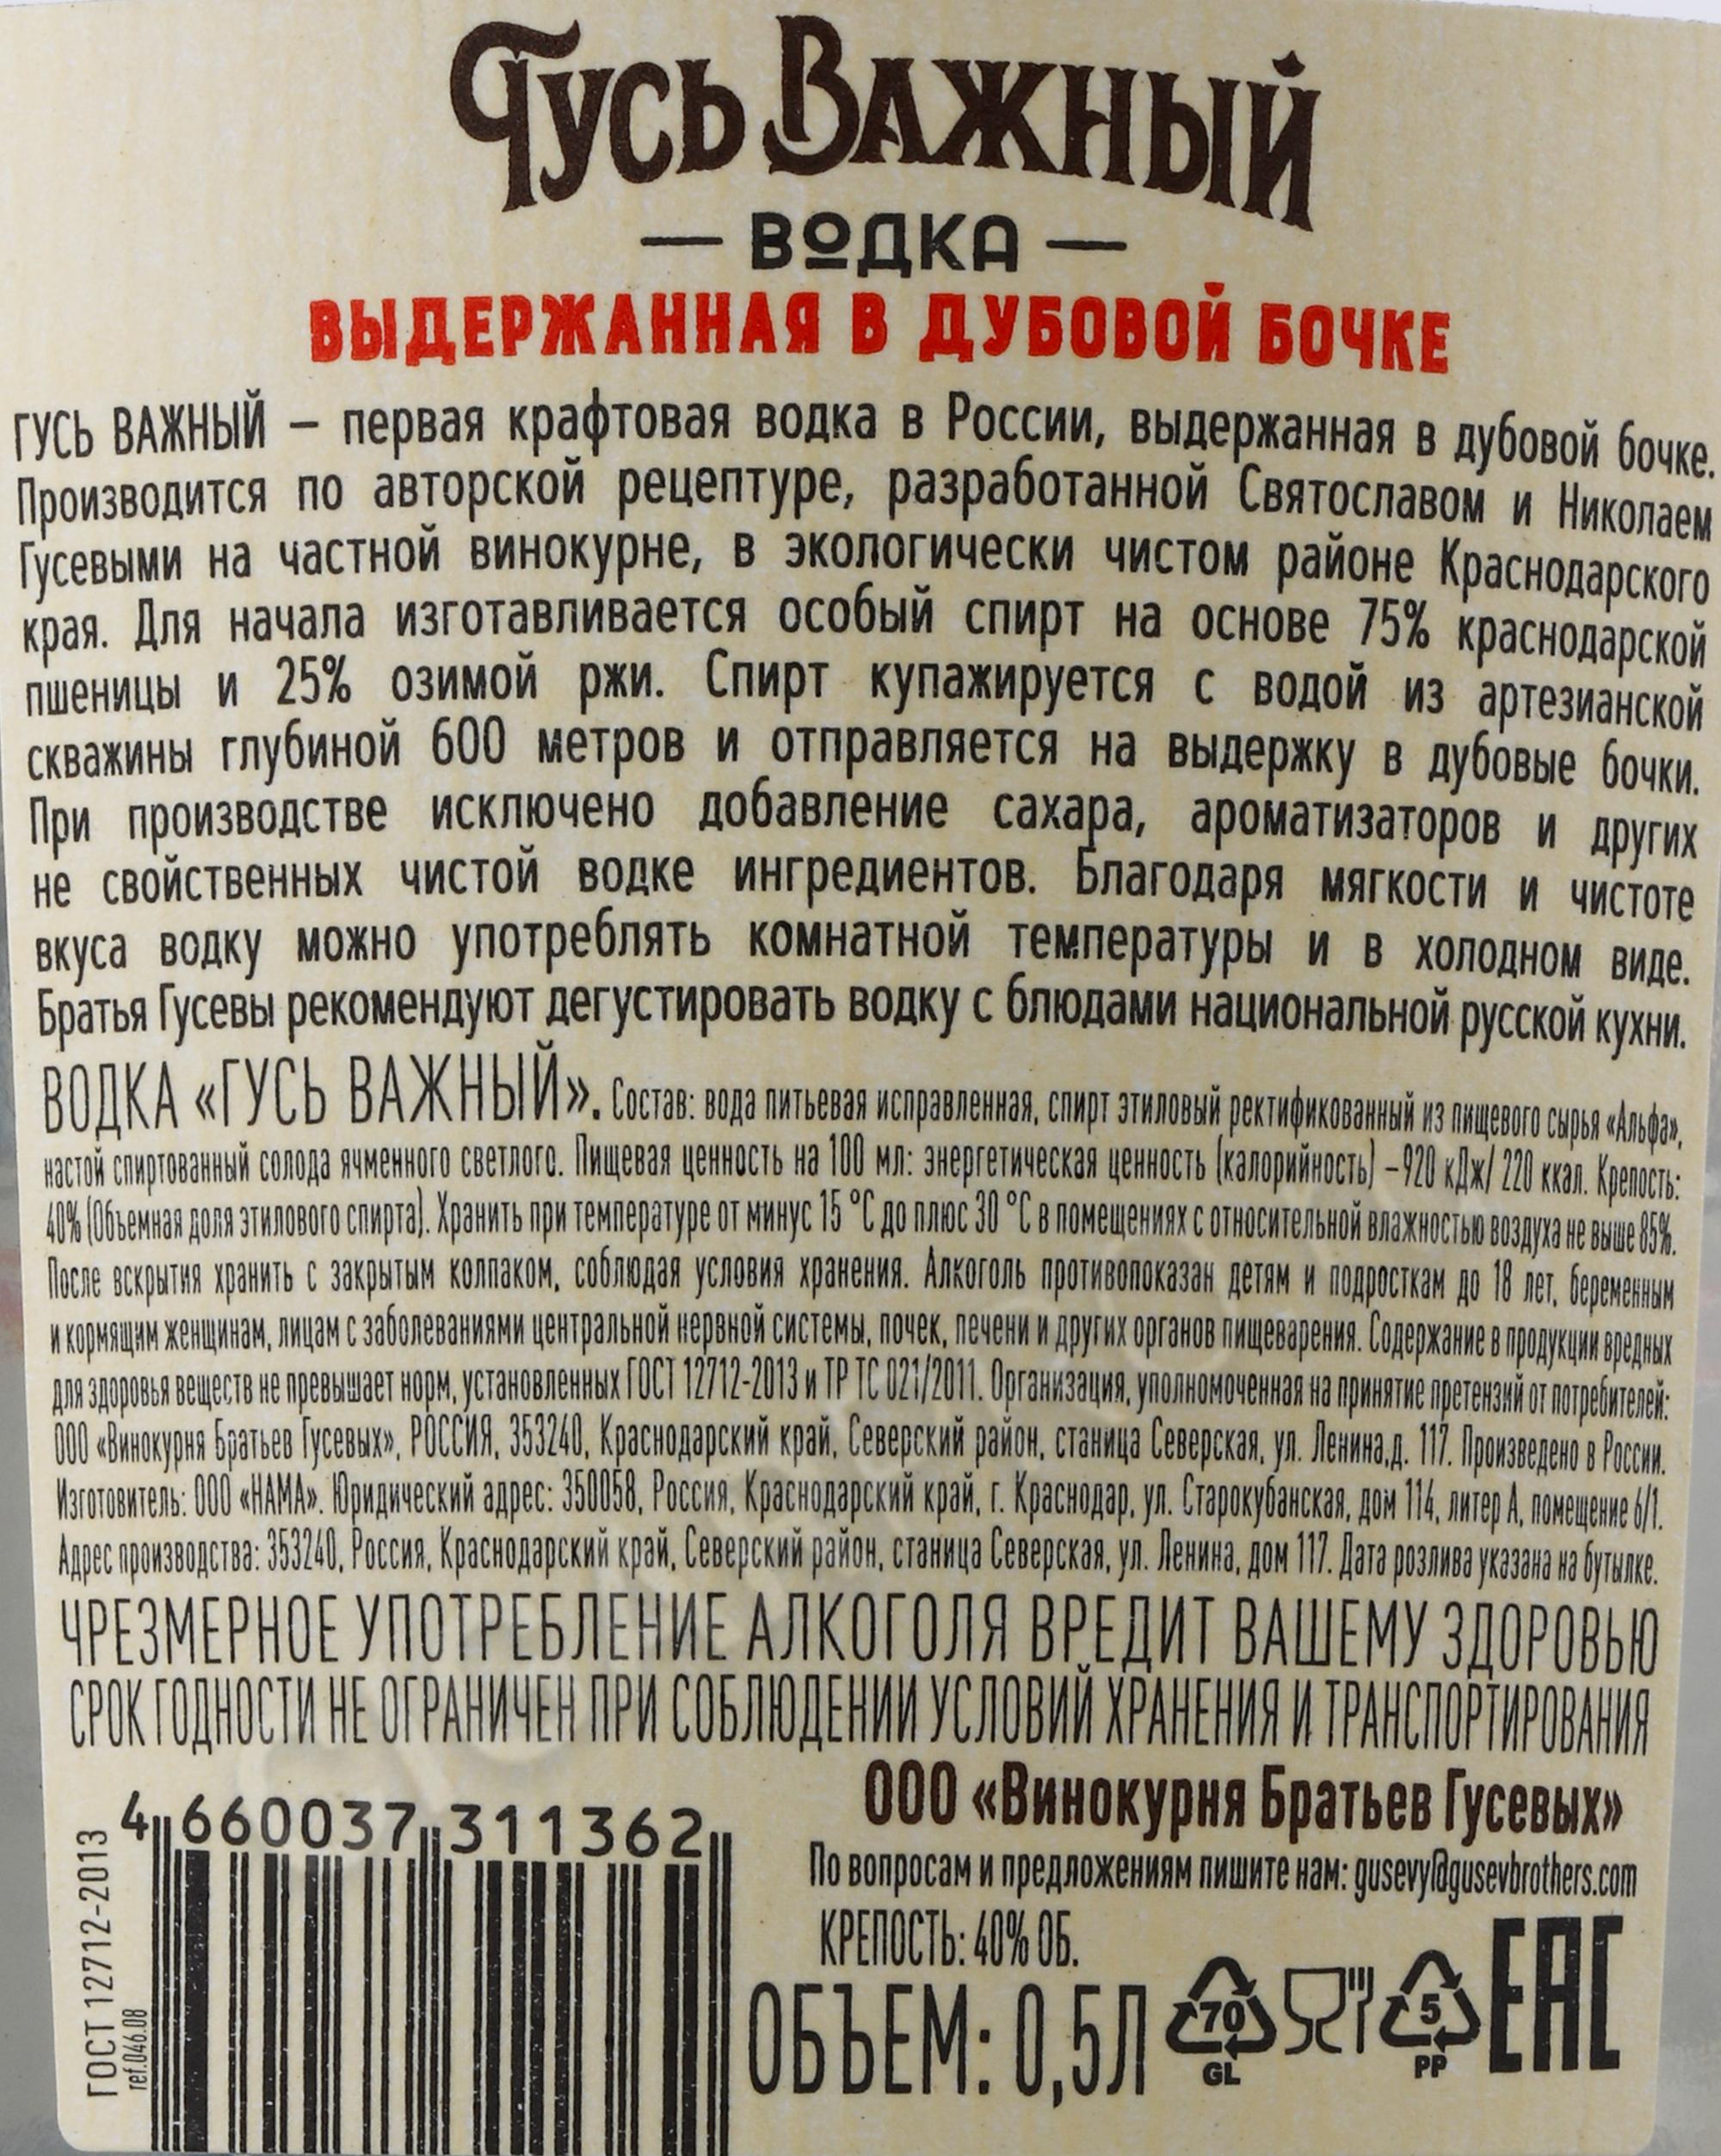 Гусь Важный
— ВОДКА —
ВЫДЕРЖАННАЯ В ДУБОВОЙ БОЧКЕ
ГУСЬ ВАЖНЫЙ – первая крафтовая водка в России, выдержанная в дубовой бочке.
Производится по авторской рецептуре, разработанной Святославом и Николаем
Гусевыми на частной винокурне, в экологически чистом районе Краснодарского
края. Для начала изготавливается особый спирт на основе 75% краснодарской
пшеницы и 25% озимой ржи. Спирт купажируется с водой из артезианской
скважины глубиной 600 метров и отправляется на выдержку в дубовые бочки.
При производстве исключено добавление сахара, ароматизаторов и других
не свойственных чистой водке ингредиентов. Благодаря мягкости и чистоте
вкуса водку можно употреблять комнатной температуры и в холодном виде.
Братья Гусевы рекомендуют дегустировать водку с блюдами национальной русской кухни.
ВОДКА «ГУСЬ ВАЖНЫЙ». Состав: вода питьевая исправленная, спирт этиловый ректификованный из пищевого сырья «Альфа»,
настой спиртованный солода ячменного светлого. Пищевая ценность на 100 мл: энергетическая ценность (калорийность) –920 кДж/ 220 ккал. Крепость:
40% (Объемная доля этилового спирта). Хранить при температуре от минус 15 °С до плюс 30 °С в помещениях с относительной влажностью воздуха не выше 85%.
После вскрытия хранить с закрытым колпаком, соблюдая условия хранения. Алкоголь противопоказан детям и подросткам до 18 лет, беременным
и кормящим женщинам, лицам с заболеваниями центральной нервной системы, почек, печени и других органов пищеварения. Содержание в продукции вредных
для здоровья веществ не превышает норм, установленных ГОСТ 12712-2013 и ТР ТС 021/2011. Организация, уполномоченная на принятие претензий от потребителей:
ООО «Винокурня Братьев Гусевых», РОССИЯ, 353240, Краснодарский край, Северский район, станица Северская, ул. Ленина,д. 117. Произведено в России.
Изготовитель: ООО «НАМА». Юридический адрес: 350058, Россия, Краснодарский край, г. Краснодар, ул. Старокубанская, дом 114, литер А, помещение 6/1.
Адрес производства: 353240, Россия, Краснодарский край, Северский район, станица Северская, ул. Ленина, дом 117. Дата розлива указана на бутылке.
ЧРЕЗМЕРНОЕ УПОТРЕБЛЕНИЕ АЛКОГОЛЯ ВРЕДИТ ВАШЕМУ ЗДОРОВЬЮ
СРОК ГОДНОСТИ НЕ ОГРАНИЧЕН ПРИ СОБЛЮДЕНИИ УСЛОВИЙ ХРАНЕНИЯ И ТРАНСПОРТИРОВАНИЯ
ООО «Винокурня Братьев Гусевых»
По вопросам и предложениям пишите нам: gusevy@gusevbrothers.com
КРЕПОСТЬ: 40% ОБ.
ОБЪЕМ: 0,5Л
70
GL
5
PP
EAC
4 660037 311362
ГОСТ 12712-2013
ref.046.08